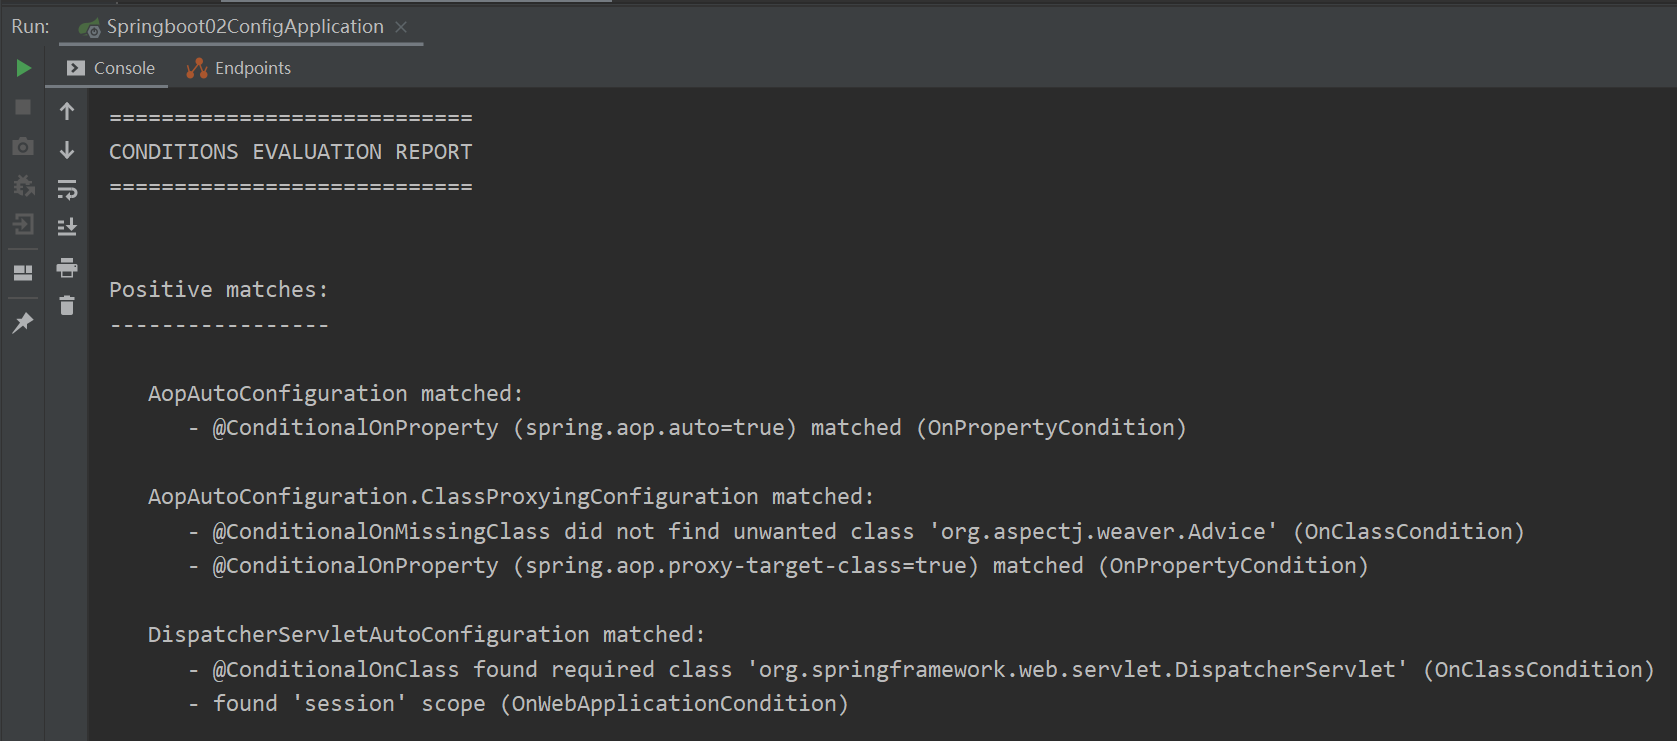 Run: Springboot02ConfigApplication
Console Endpoints
============================
CONDITIONS EVALUATION REPORT
============================
Positive matches:
-----------------
AopAutoConfiguration matched:
- @ConditionalOnProperty (spring.aop.auto=true) matched (OnPropertyCondition)
AopAutoConfiguration.ClassProxyingConfiguration matched:
- @ConditionalOnMissingClass did not find unwanted class 'org.aspectj.weaver.Advice' (OnClassCondition)
- @ConditionalOnProperty (spring.aop.proxy-target-class=true) matched (OnPropertyCondition)
DispatcherServletAutoConfiguration matched:
- @ConditionalOnClass found required class 'org.springframework.web.servlet.DispatcherServlet' (OnClassCondition)
- found 'session' scope (OnWebApplicationCondition)